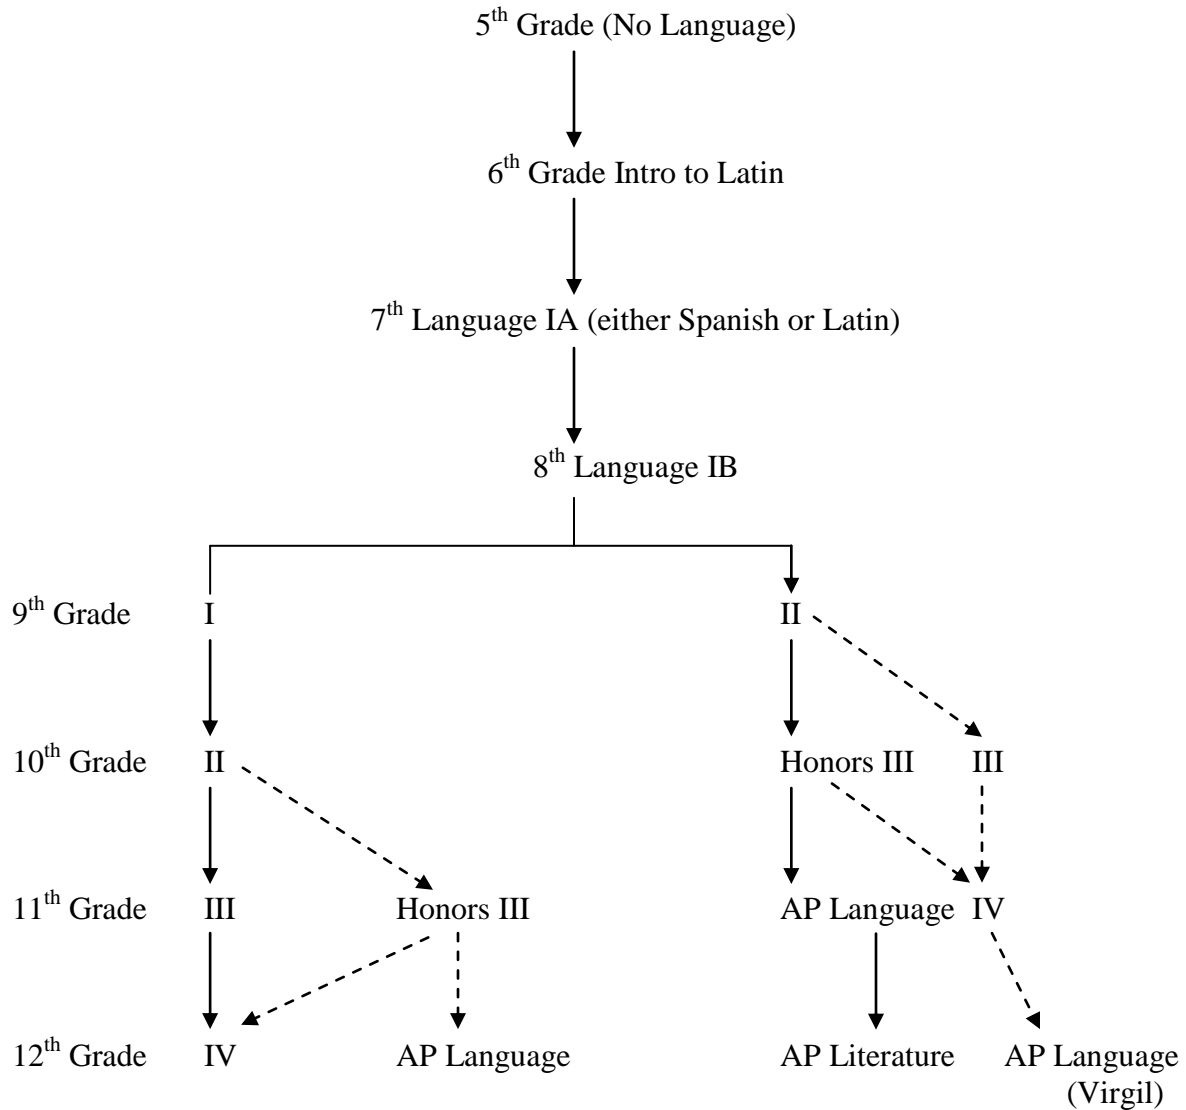 5th Grade (No Language)
6th Grade Intro to Latin
7th Language IA (either Spanish or Latin)
8th Language IB
9th Grade I II
10th Grade II Honors III III
11th Grade III Honors III AP Language IV
12th Grade IV AP Language AP Literature AP Language
(Virgil)